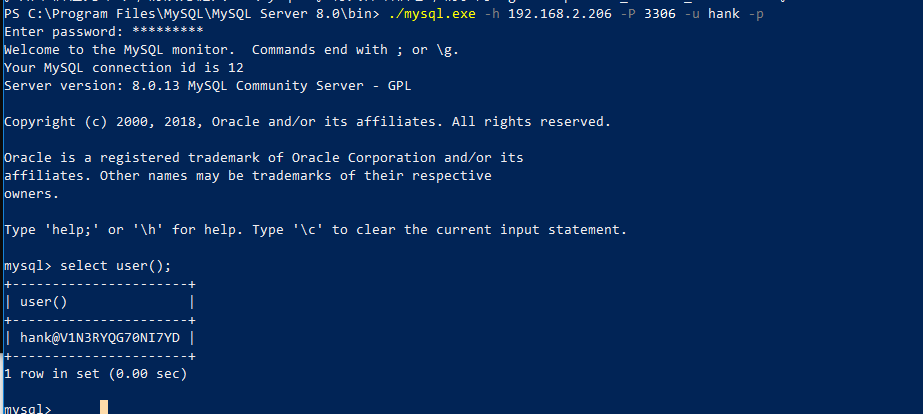 PS C:\Program Files\MySQL\MySQL Server 8.0\bin> ./mysql.exe -h 192.168.2.206 -P 3306 -u hank -p
Enter password: *********
Welcome to the MySQL monitor.  Commands end with ; or \g.
Your MySQL connection id is 12
Server version: 8.0.13 MySQL Community Server - GPL
Copyright (c) 2000, 2018, Oracle and/or its affiliates. All rights reserved.
Oracle is a registered trademark of Oracle Corporation and/or its
affiliates. Other names may be trademarks of their respective
owners.
Type 'help;' or '\h' for help. Type '\c' to clear the current input statement.
mysql> select user();
+----------------------+
| user()               |
+----------------------+
| hank@V1N3RYQG70NI7YD |
+----------------------+
1 row in set (0.00 sec)
mysql>